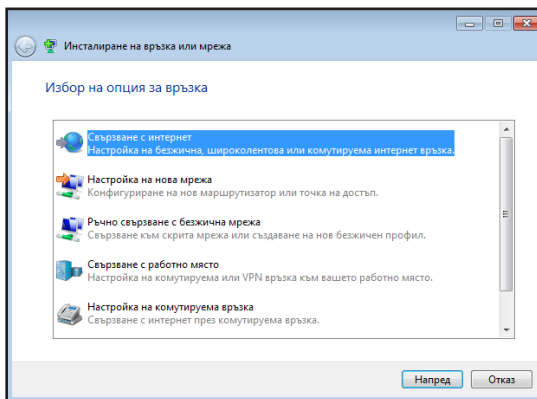 Инсталиране на връзка или мрежа
Избор на опция за връзка
Свързване с интернет
Настройка на безжична, широколентова или комутируема интернет връзка.
Настройка на нова мрежа
Конфигуриране на нов маршрутизатор или точка на достъп.
Ръчно свързване с безжична мрежа
Свързване към скрита мрежа или създаване на нов безжичен профил.
Свързване с работно място
Настройка на комутируема или VPN връзка към вашето работно място.
Настройка на комутируема връзка
Свързване с интернет през комутируема връзка.
Напред Отказ